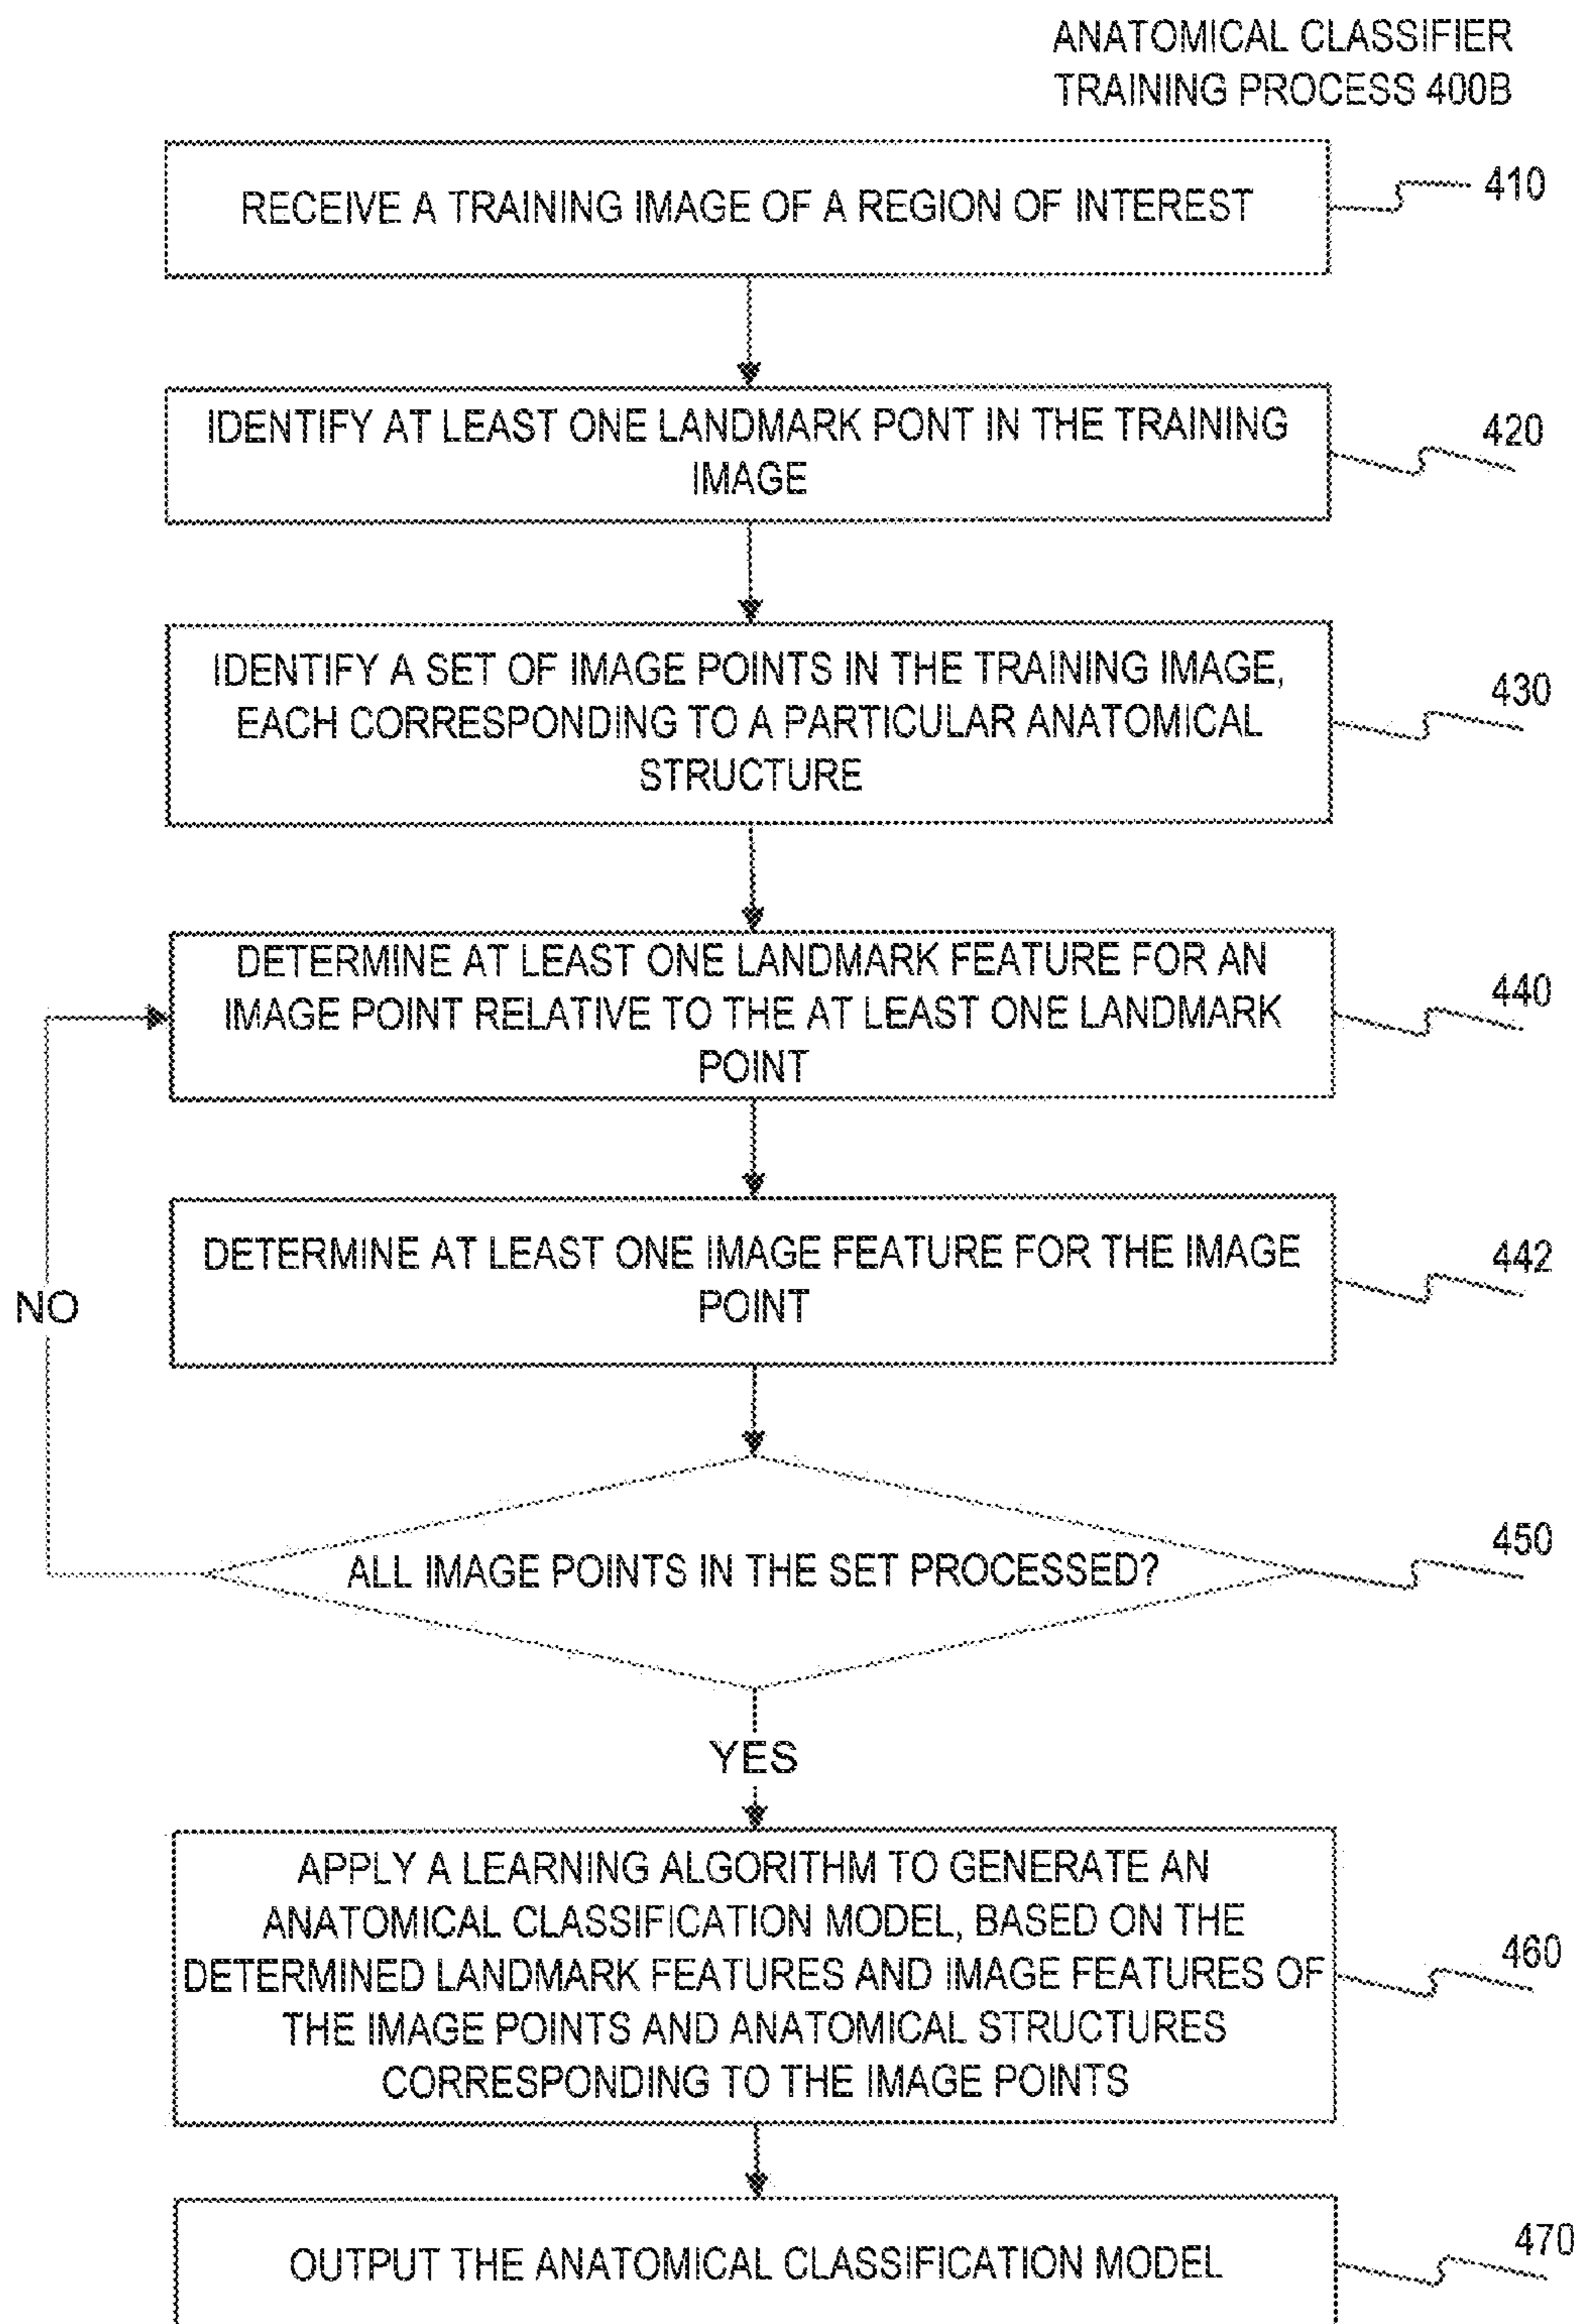 ANATOMICAL CLASSIFIER
TRAINING PROCESS 400B
RECEIVE A TRAINING IMAGE OF A REGION OF INTEREST
410
IDENTIFY AT LEAST ONE LANDMARK PONT IN THE TRAINING
IMAGE
420
IDENTIFY A SET OF IMAGE POINTS IN THE TRAINING IMAGE,
EACH CORRESPONDING TO A PARTICULAR ANATOMICAL
STRUCTURE
430
DETERMINE AT LEAST ONE LANDMARK FEATURE FOR AN
IMAGE POINT RELATIVE TO THE AT LEAST ONE LANDMARK
POINT
440
DETERMINE AT LEAST ONE IMAGE FEATURE FOR THE IMAGE
POINT
442
NO
ALL IMAGE POINTS IN THE SET PROCESSED?
450
YES
APPLY A LEARNING ALGORITHM TO GENERATE AN
ANATOMICAL CLASSIFICATION MODEL, BASED ON THE
DETERMINED LANDMARK FEATURES AND IMAGE FEATURES OF
THE IMAGE POINTS AND ANATOMICAL STRUCTURES
CORRESPONDING TO THE IMAGE POINTS
460
OUTPUT THE ANATOMICAL CLASSIFICATION MODEL
470